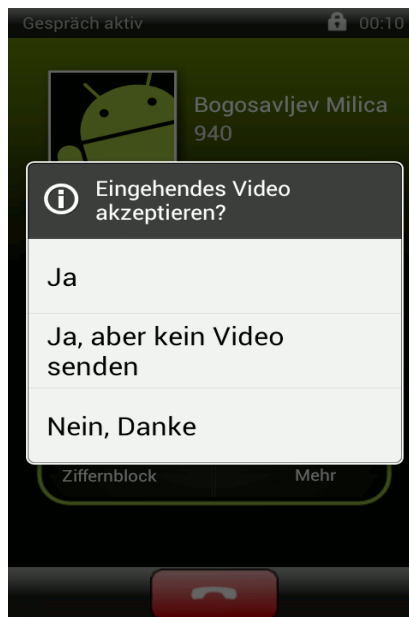 Gespräch aktiv 00:10
Bogosavljev Milica
940
Eingehendes Video
akzeptieren?
Ja
Ja, aber kein Video
senden
Nein, Danke
Ziffernblock Mehr